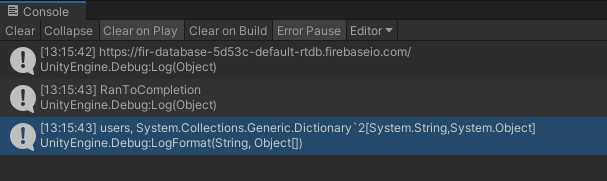 Console
Clear Collapse Clear on Play Clear on Build Error Pause Editor
[13:15:42] https://fir-database-5d53c-default-rtdb.firebaseio.com/
UnityEngine.Debug:Log(Object)
[13:15:43] RanToCompletion
UnityEngine.Debug:Log(Object)
[13:15:43] users, System.Collections.Generic.Dictionary`2[System.String,System.Object]
UnityEngine.Debug:LogFormat(String, Object[])